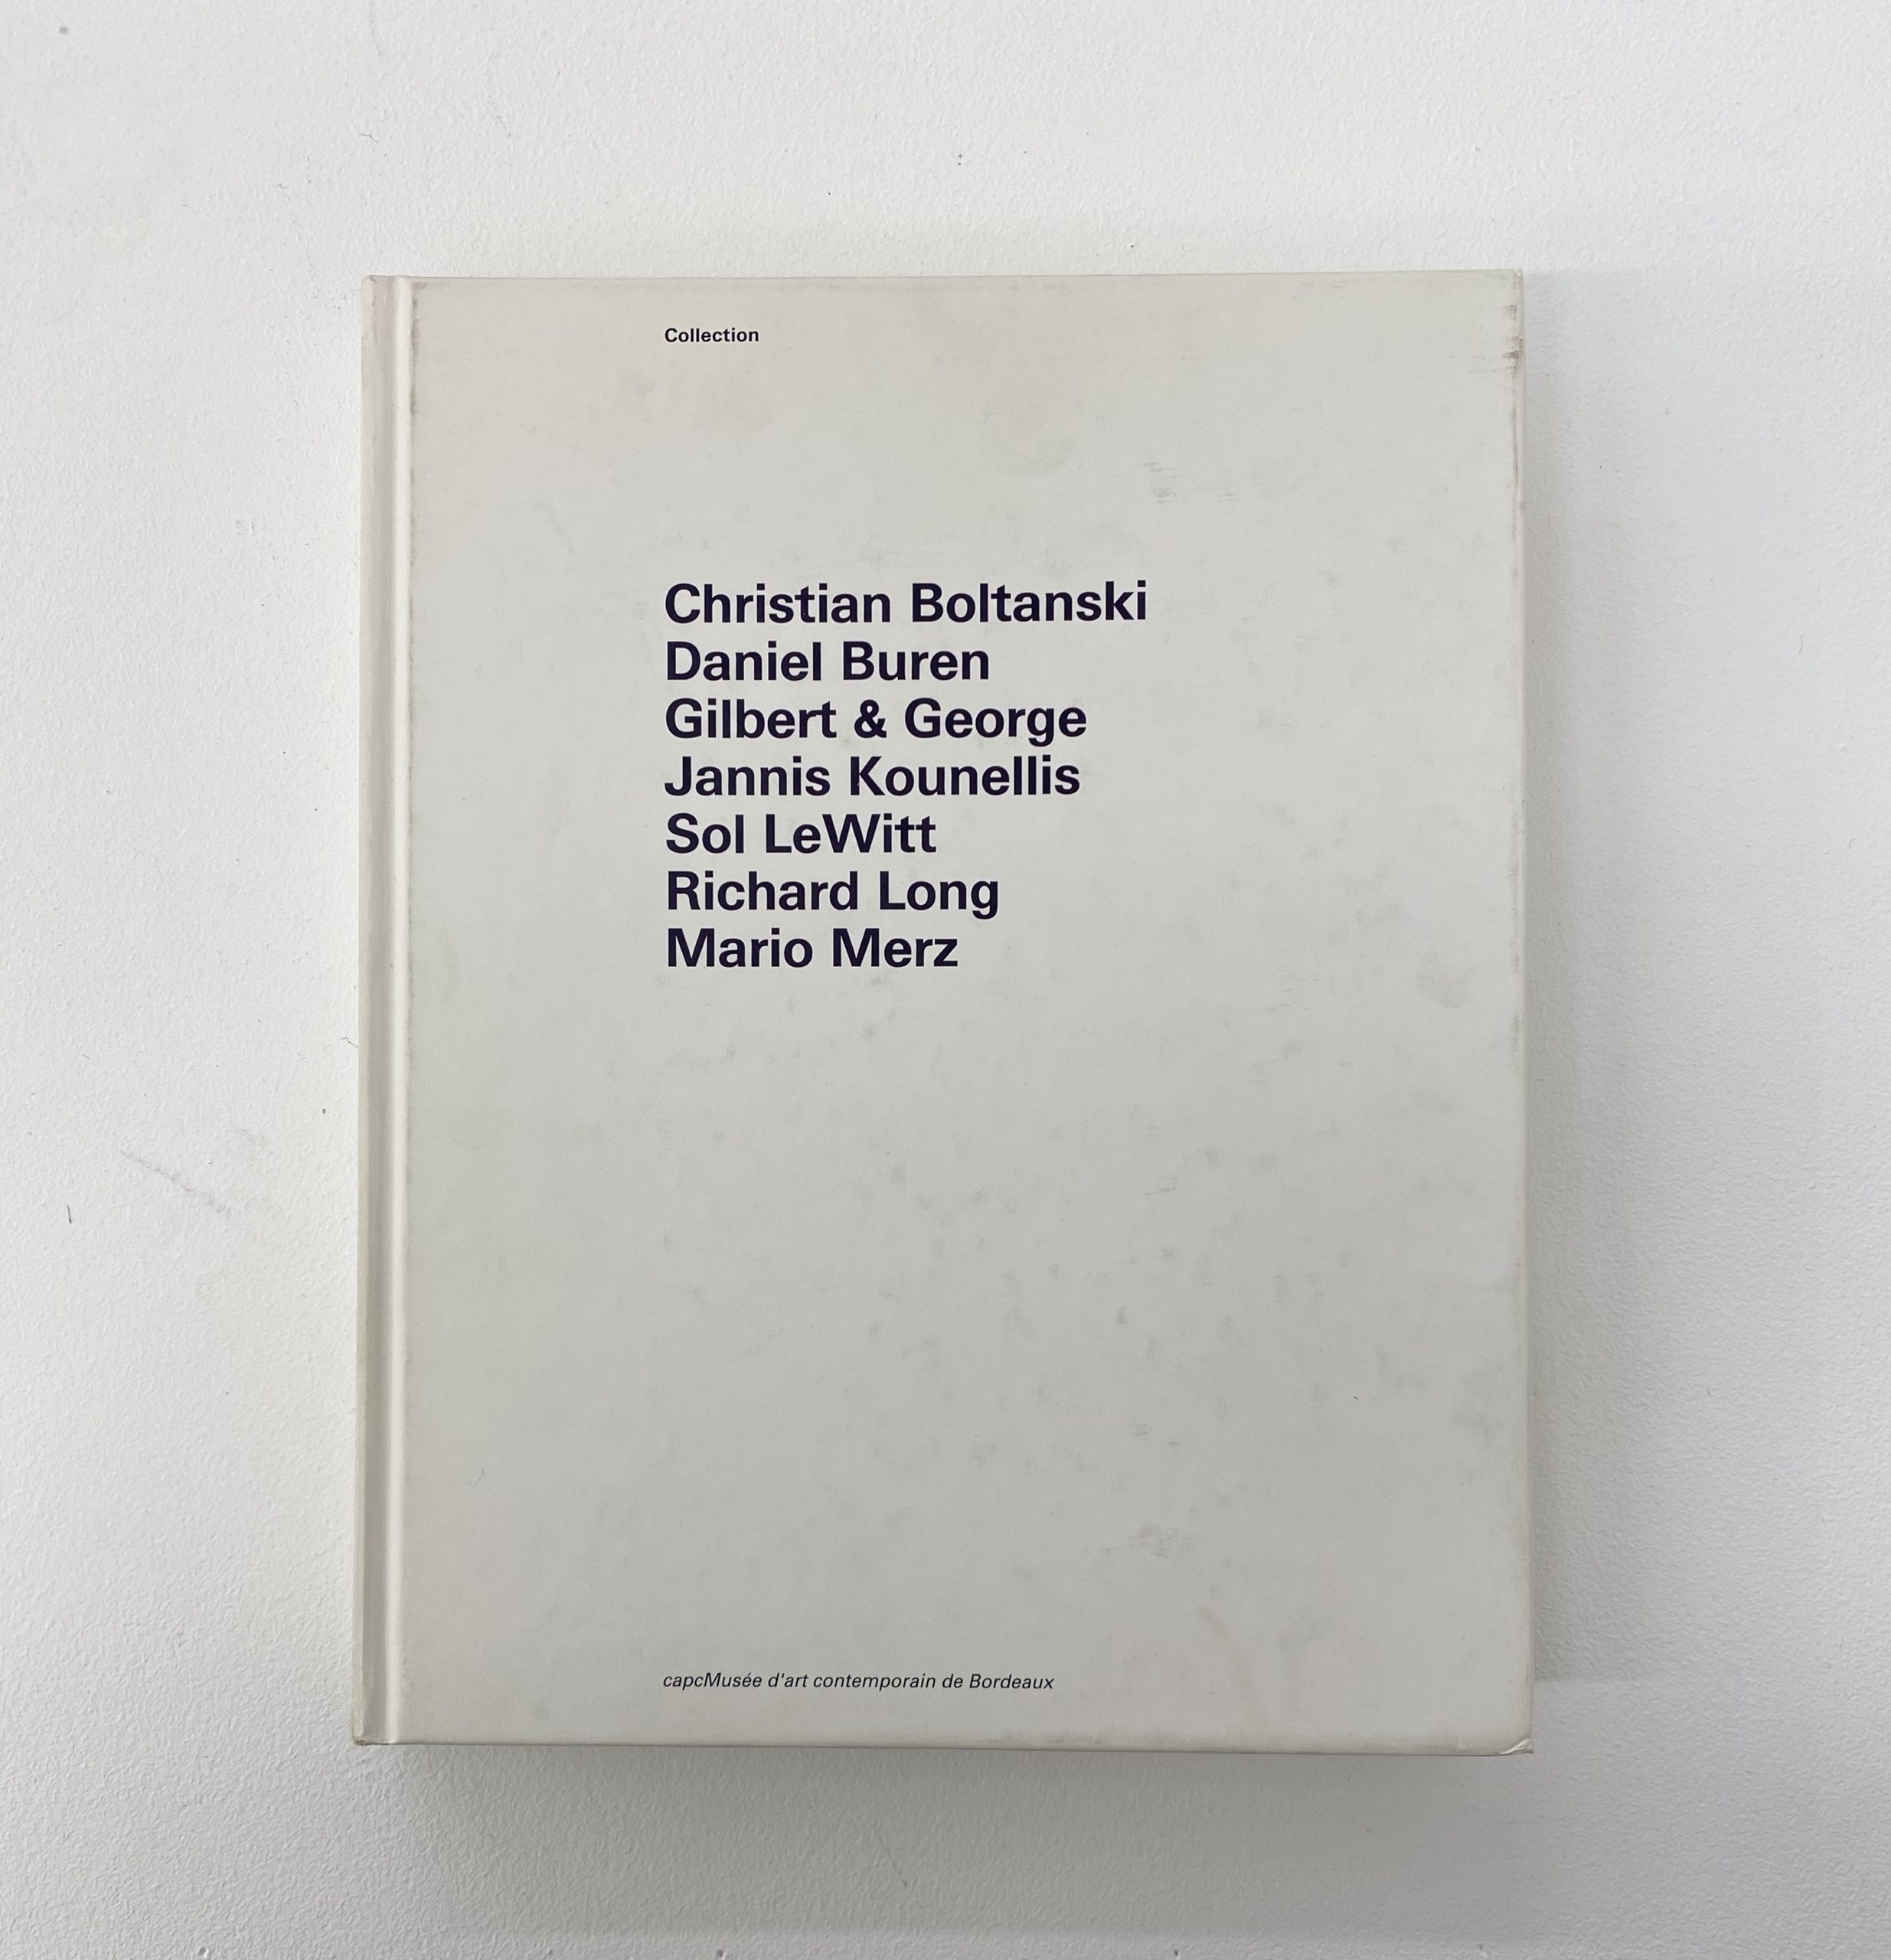 Collection
Christian Boltanski
Daniel Buren
Gilbert & George
Jannis Kounellis
Sol LeWitt
Richard Long
Mario Merz
capcMusée d'art contemporain de Bordeaux